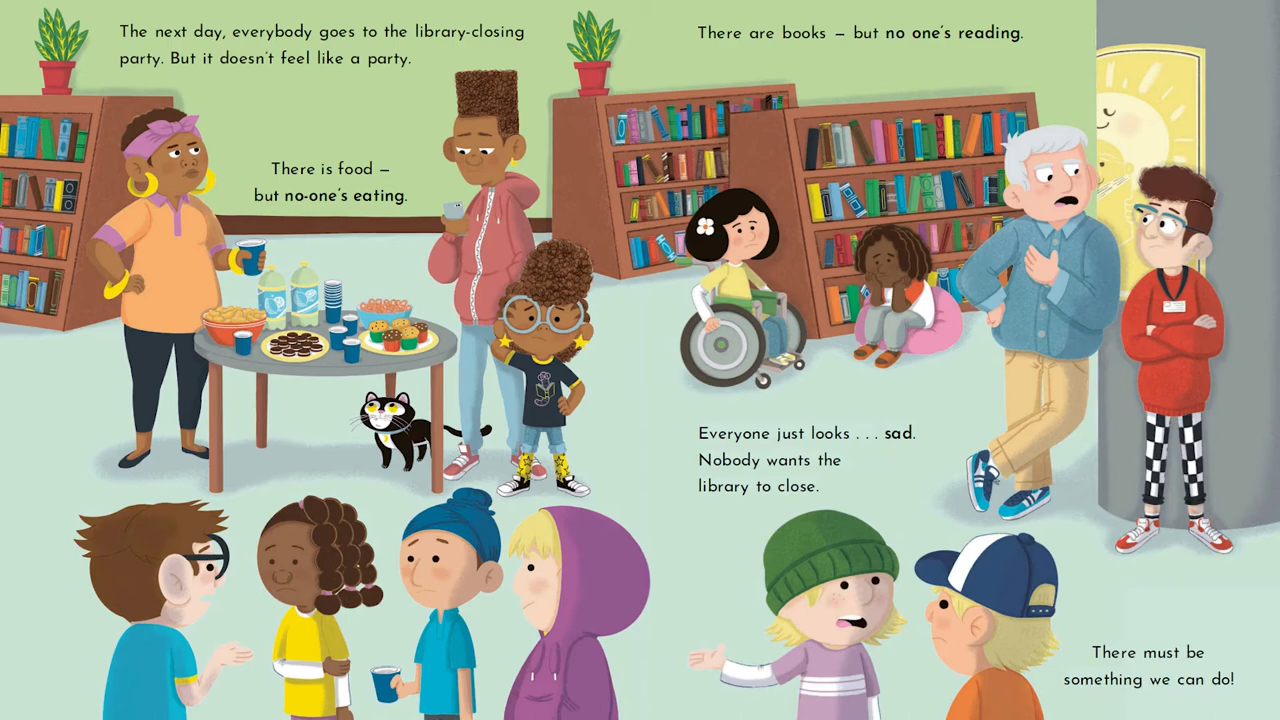 The next day, everybody goes to the library-closing
party. But it doesn't feel like a party.
There is food –
but no-one's eating.
There are books – but no one's reading.
Everyone just looks . . . sad.
Nobody wants the
library to close.
There must be
something we can do!